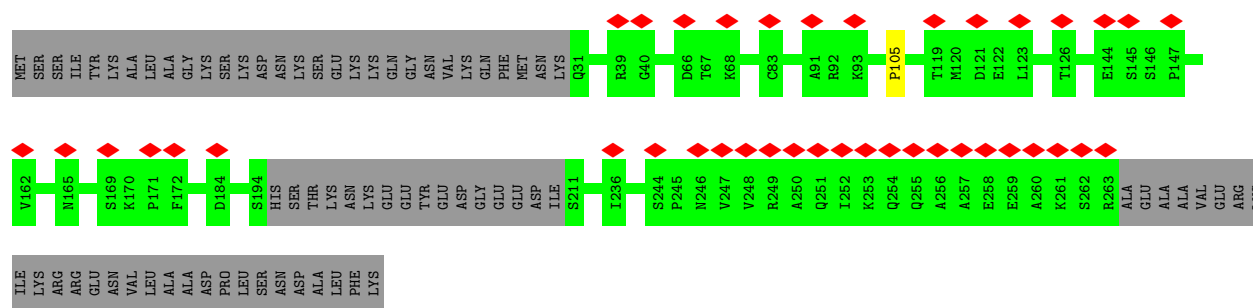 MET SER SER ILE TYR LYS ALA LEU ALA GLY LYS SER LYS ASP ASN LYS SER GLU LYS LYS GLN GLY ASN VAL LYS GLN PHE MET ASN LYS Q31 R39 G40 D66 T67 K68 C83 A91 R92 K93 P105 T119 M120 D121 E122 L123 T126 E144 S145 S146 P147
V162 N165 S169 K170 P171 F172 D184 S194 HIS SER THR LYS ASN LYS GLU GLU TYR GLU ASP GLY GLU GLU ASP ILE S211 I236 S244 P245 N246 V247 V248 R249 A250 Q251 I252 K253 Q254 Q255 A256 A257 E258 E259 A260 K261 S262 R263 ALA GLU ALA ALA VAL GLU ARG
ILE LYS ARG ARG GLU ASN VAL LEU ALA ALA ASP PRO LEU SER ASN ASP ALA LEU PHE LYS